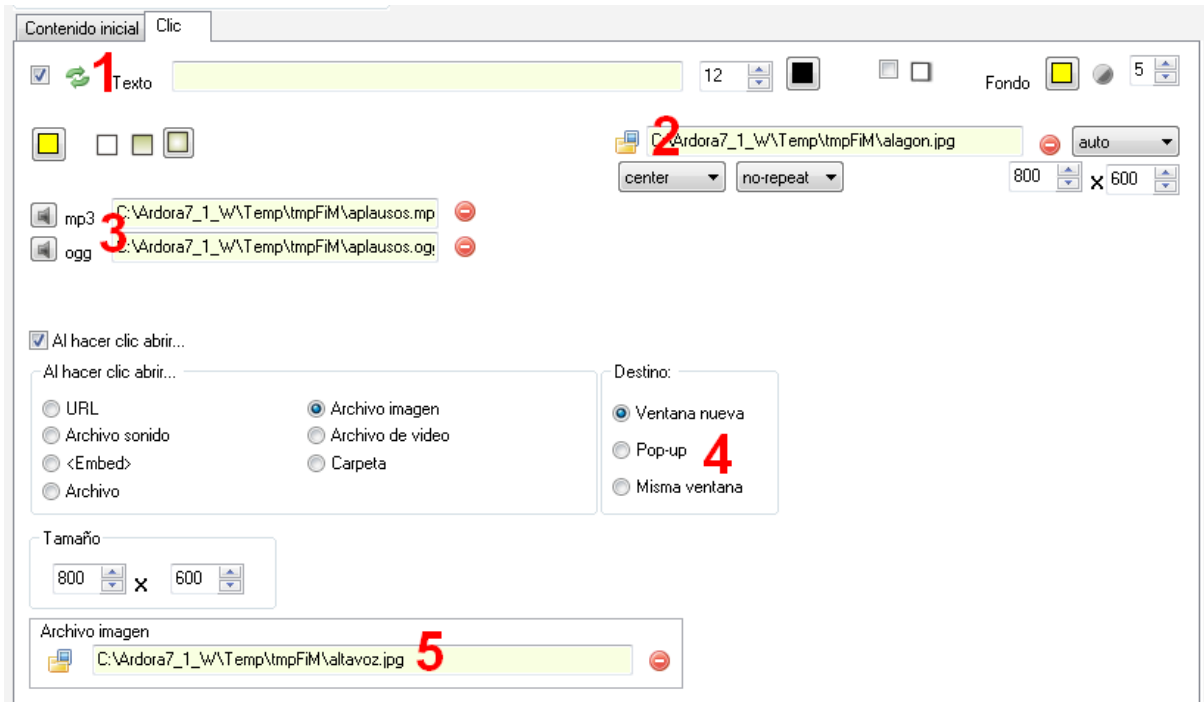 Contenido inicial Clic
1 Texto 12 Fondo 5
2 C:\Ardora7_1_W\Temp\tmpFiM\alagon.jpg auto
center no-repeat 800 x 600
mp3 C:\Ardora7_1_W\Temp\tmpFiM\aplausos.mp
3
ogg C:\Ardora7_1_W\Temp\tmpFiM\aplausos.ogg
Al hacer clic abrir...
Al hacer clic abrir... Destino:
URL Archivo imagen Ventana nueva
Archivo sonido Archivo de video
Pop-up 4
<Embed> Carpeta
Archivo Misma ventana
Tamaño
800 x 600
Archivo imagen
C:\Ardora7_1_W\Temp\tmpFiM\altavoz.jpg 5